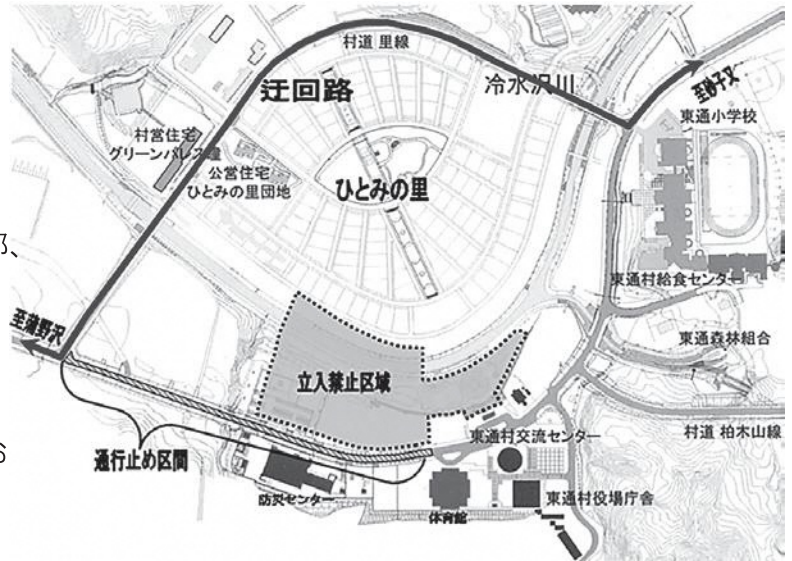 村道 里線
迂回路
冷水沢川
至砂子又
東通小学校
村営住宅
グリーンパレス瞳
公営住宅
ひとみの里団地
ひとみの里
東通村給食センター
至蒲野沢
東通森林組合
立入禁止区域
通行止め区間
東通村交流センター
村道 柏木山線
防災センター
東通村役場庁舎
体育館